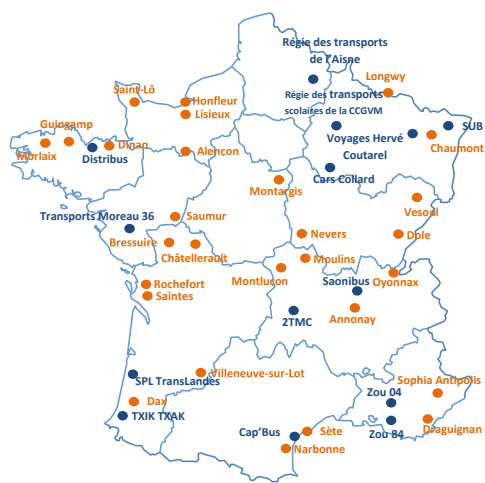 Régie des transports
de l'Aisne
Longwy
Saint-Lô
Honfleur
Régie des transports
scolaires de la CCGVM
Lisieux
Guingamp
SUB
Voyages Hervé
Chaumont
Morlaix
Dinan
Distribus
Alençon
Coutarel
Cars Collard
Montargis
Vesoul
Transports Moreau 36
Saumur
Nevers
Dole
Bressuire
Châtellerault
Moulins
Montluçon
Oyonnax
Rochefort
Saonibus
Saintes
2TMC
Annonay
Villeneuve-sur-Lot
SPL TransLandes
Sophia Antipolis
Zou 04
Dax
TXIK TXAK
Cap'Bus
Sète
Zou 84
Draguignan
Narbonne